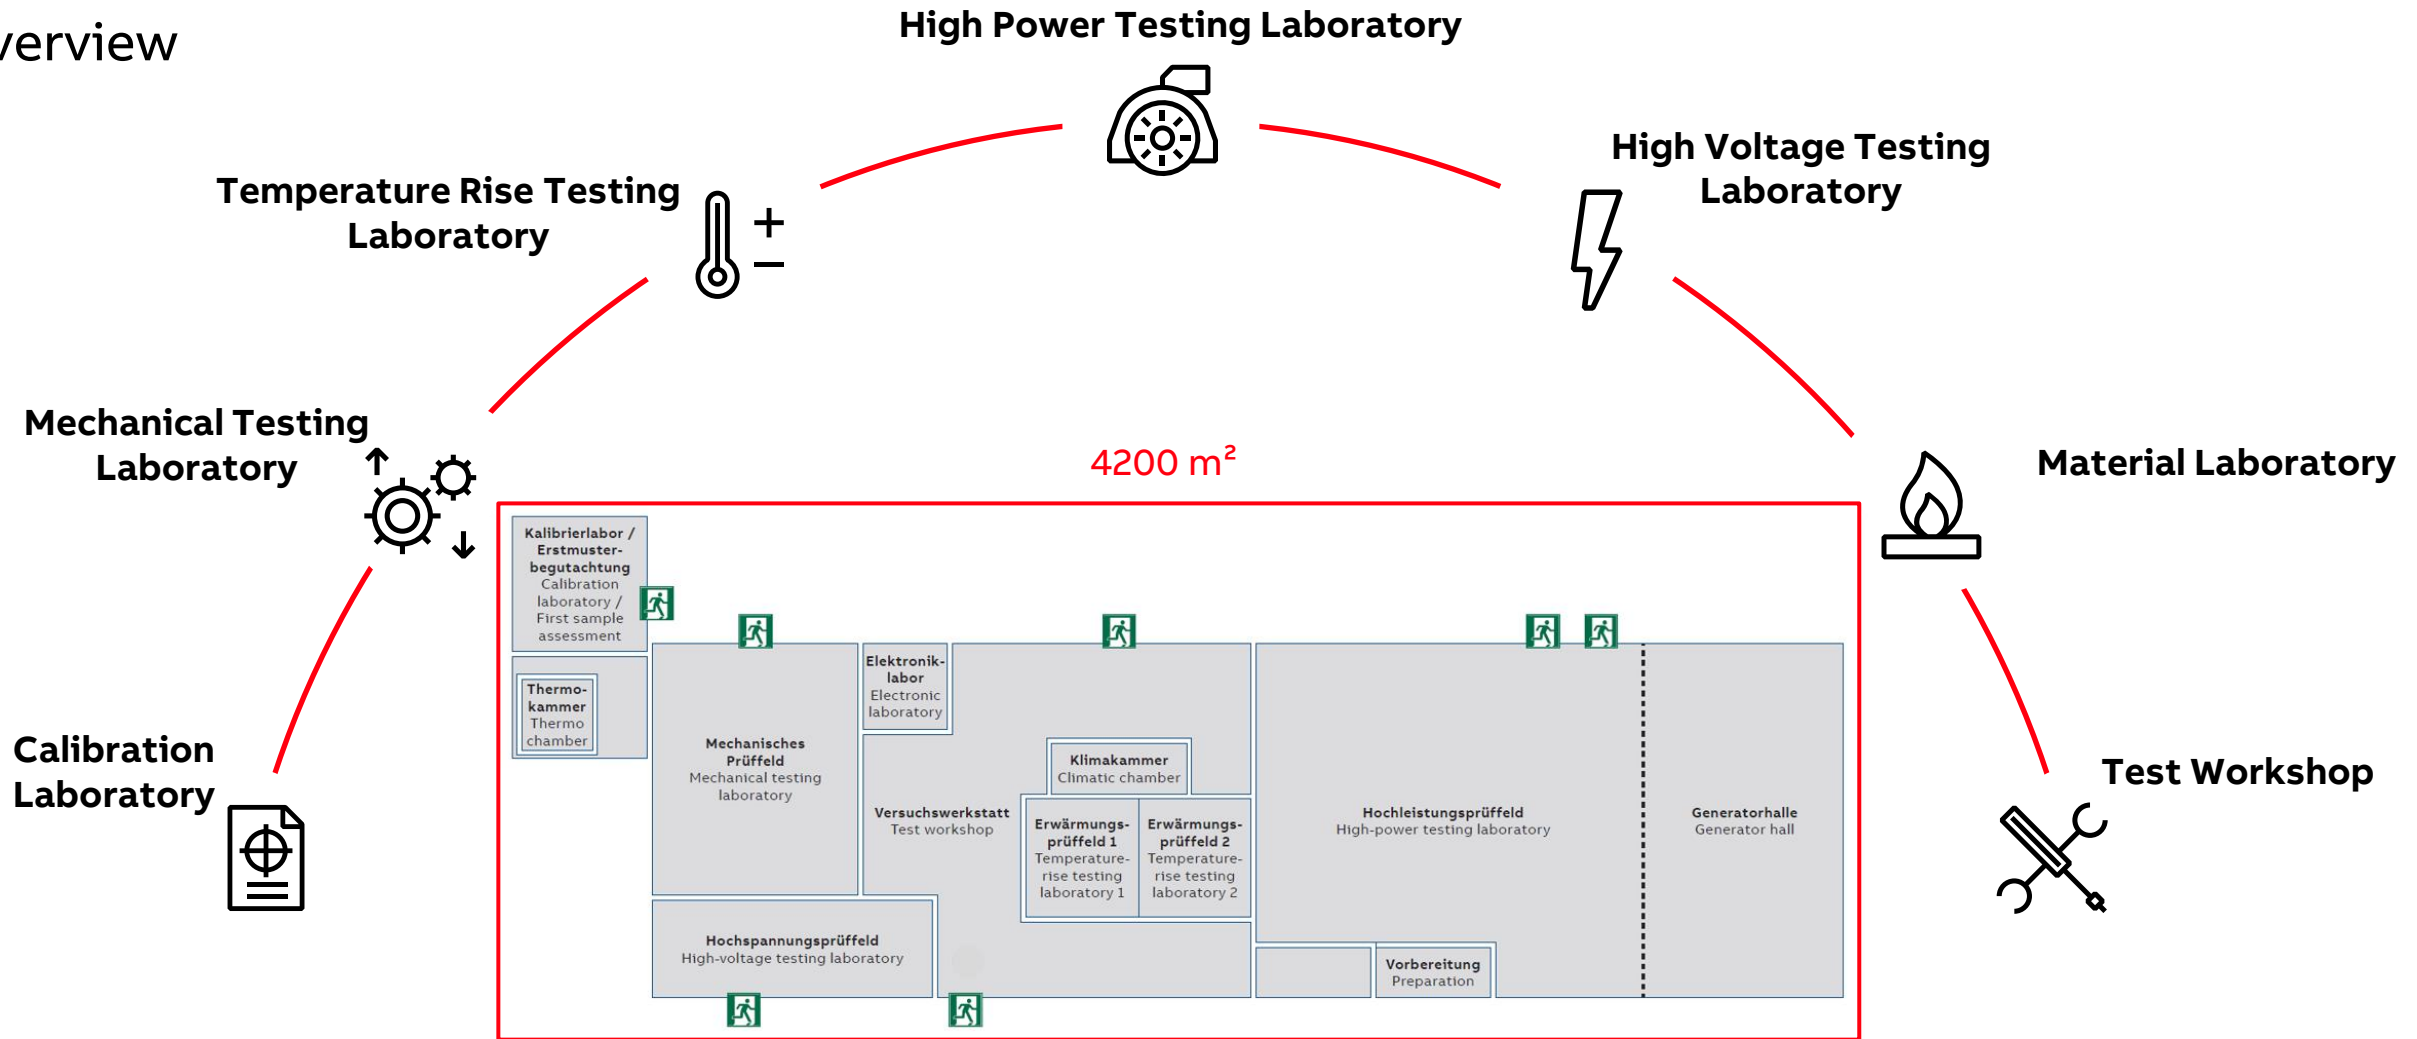 verview
High Power Testing Laboratory
High Voltage Testing
Laboratory
Temperature Rise Testing
Laboratory
Mechanical Testing
Laboratory
Material Laboratory
Calibration
Laboratory
Test Workshop
4200 m²
Kalibrierlabor /
Erstmuster-
begutachtung
Calibration
laboratory /
First sample
assessment
Thermo-
kammer
Thermo
chamber
Mechanisches
Prüffeld
Mechanical testing
laboratory
Elektronik-
labor
Electronic
laboratory
Versuchswerkstatt
Test workshop
Klimakammer
Climatic chamber
Erwärmungs-
prüffeld 1
Temperature-
rise testing
laboratory 1
Erwärmungs-
prüffeld 2
Temperature-
rise testing
laboratory 2
Hochleistungsprüffeld
High-power testing laboratory
Generatorhalle
Generator hall
Hochspannungsprüffeld
High-voltage testing laboratory
Vorbereitung
Preparation